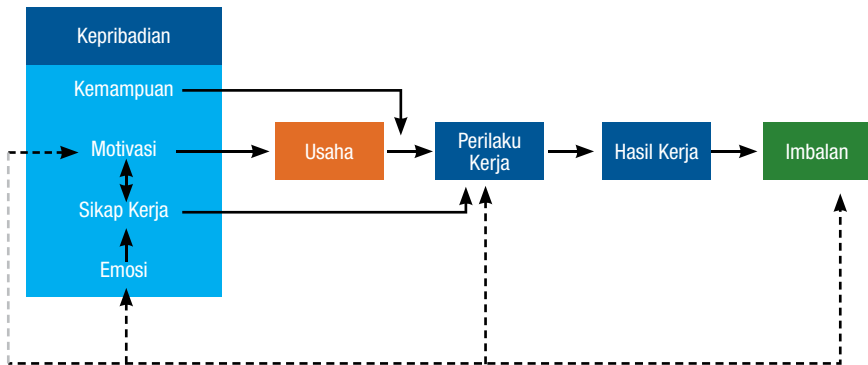 Kepribadian
Kemampuan
Motivasi
Sikap Kerja
Emosi
Usaha
Perilaku
Kerja
Hasil Kerja
Imbalan